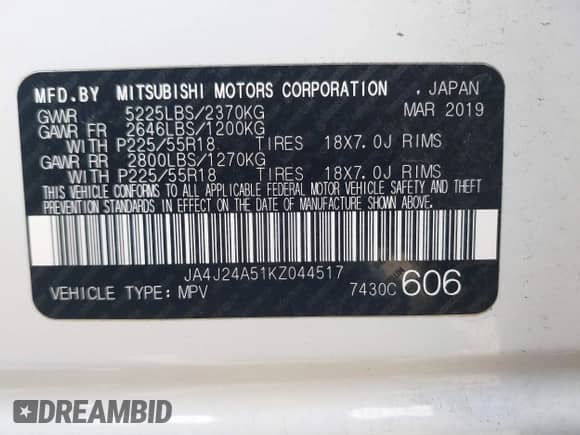 MFD.BY MITSUBISHI MOTORS CORPORATION . JAPAN
GWWR 5225LBS/2370KG MAR 2019
GAWR FR 2646LBS/1200KG
WITH P225/55R18 TIRES 18X7.0J RIMS
GAWR RR 2800LBS/1270KG
WITH P225/55R18 TIRES 18X7.0J RIMS
THIS VEHICLE CONFORMS TO ALL APPLICABLE FEDERAL MOTOR VEHICLE SAFETY AND THEFT
PREVENTION STANDARDS IN EFFECT ON THE DATE OF MANUFACTURE SHOWN ABOVE.
JA4J24A51KZ044517
VEHICLE TYPE: MPV 7430C 606
DREAMBID